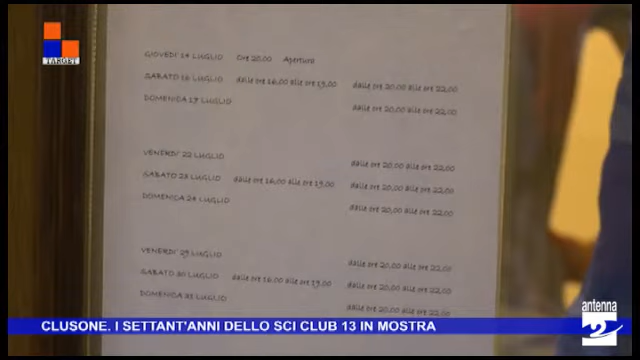 TARGET
GIOVEDI' 14 LUGLIO Ore 20.00 Apertura
SABATO 16 LUGLIO dalle ore 16.00 alle ore 19.00 dalle ore 20.00 alle ore 22.00
DOMENICA 17 LUGLIO dalle ore 20.00 alle ore 22.00
VENERDI' 22 LUGLIO dalle ore 20.00 alle ore 22.00
SABATO 23 LUGLIO dalle ore 16.00 alle ore 19.00 dalle ore 20.00 alle ore 22.00
DOMENICA 24 LUGLIO dalle ore 20.00 alle ore 22.00
VENERDI' 29 LUGLIO dalle ore 20.00 alle ore 22.00
SABATO 30 LUGLIO dalle ore 16.00 alle ore 19.00 dalle ore 20.00 alle ore 22.00
DOMENICA 31 LUGLIO dalle ore 20.00 alle ore 22.00
antenna
2
CLUSONE. I SETTANT'ANNI DELLO SCI CLUB 13 IN MOSTRA